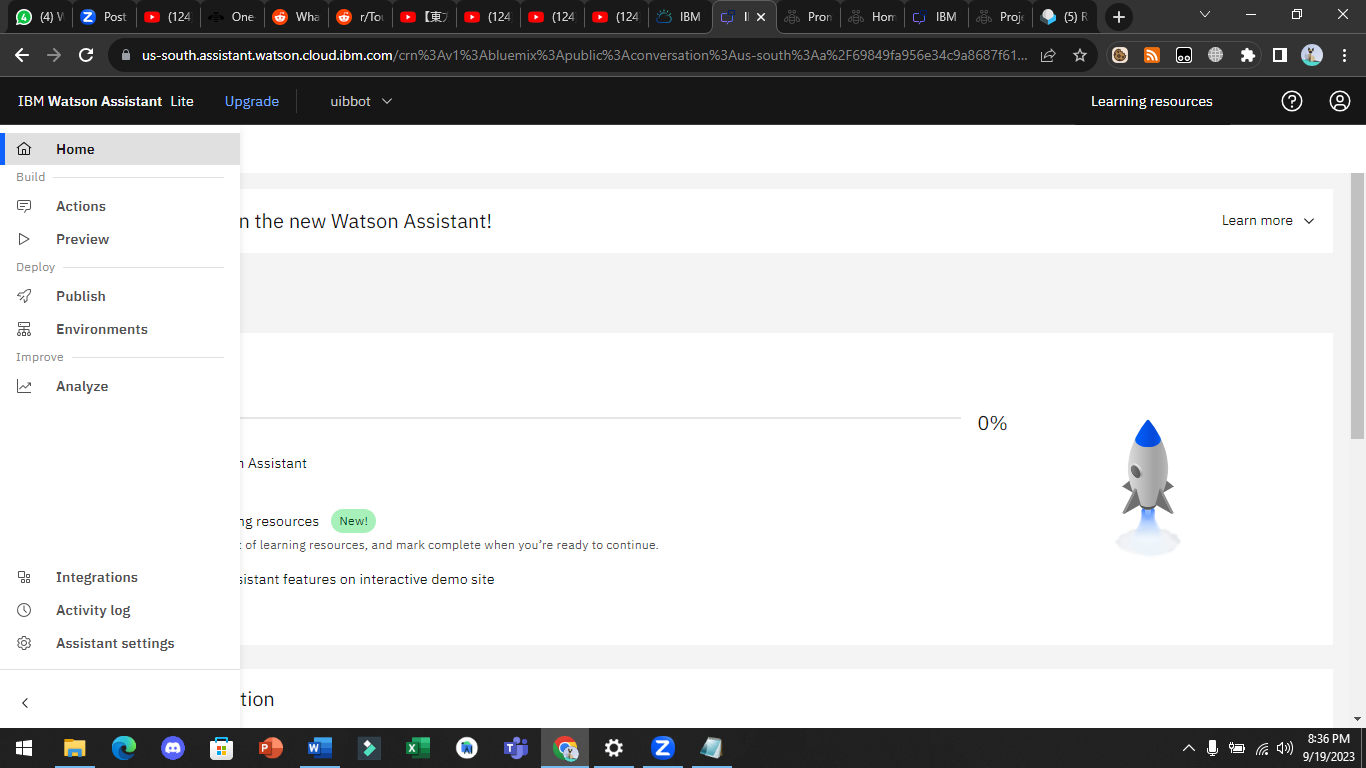 (4) W
Post
(124
One
Wha
r/Tou
(124
(124
(124
IBM
Pron
Hom
IBM
Proje
(5) R
us-south.assistant.watson.cloud.ibm.com/crn%3Av1%3Abluemix%3Apublic%3Aconversation%3Aus-south%3Aa%2F69849fa956e34c9a8687f61...
IBM Watson Assistant Lite
Upgrade
uibbot
Learning resources
Home
Build
Actions
Preview
Deploy
Publish
Environments
Improve
Analyze
Integrations
Activity log
Assistant settings
n the new Watson Assistant!
Learn more
0%
n Assistant
ng resources New!
t of learning resources, and mark complete when you're ready to continue.
sistant features on interactive demo site
tion
8:36 PM
9/19/2023